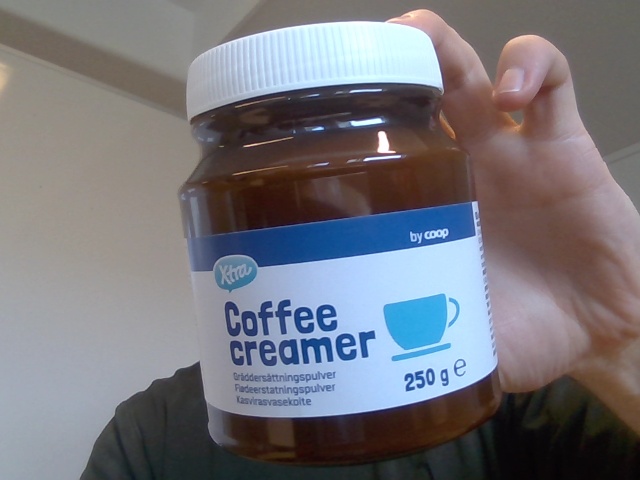 by coop
Xtra
Coffee
creamer
Gräddersättningspulver
Flødeerstatningspulver
Kasvirasvasekoite
250 g ℮